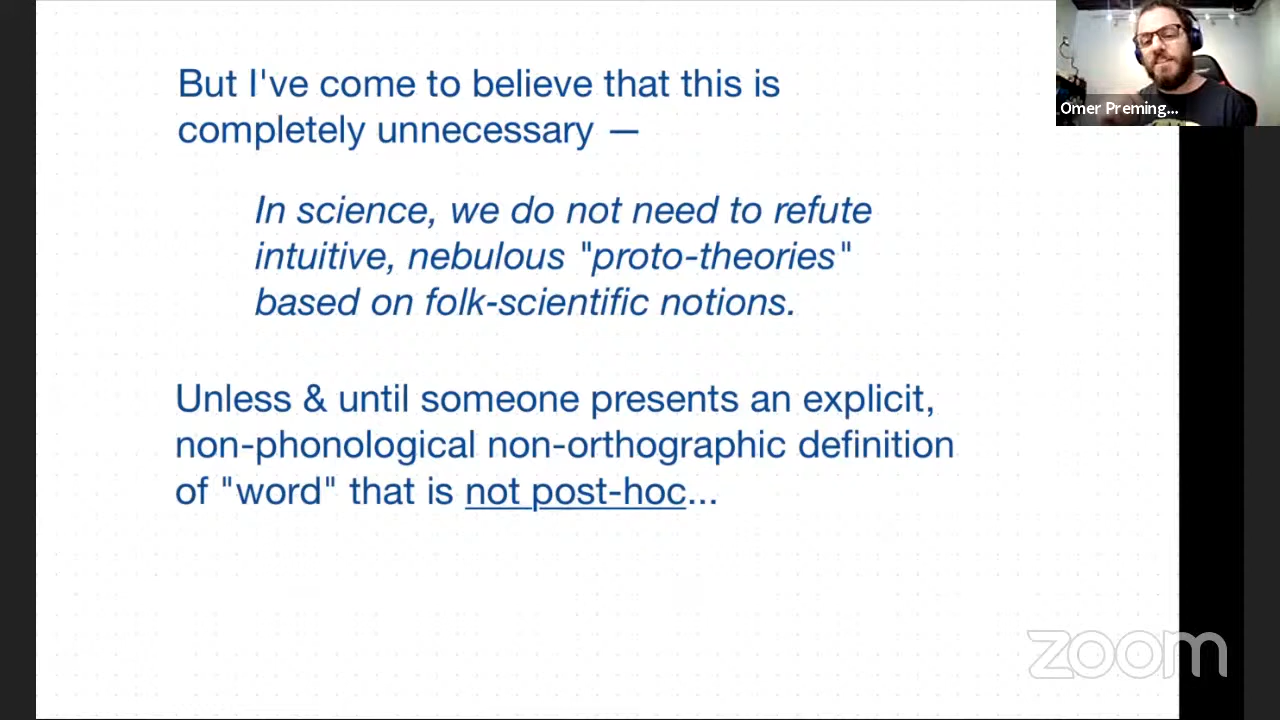 But I've come to believe that this is
completely unnecessary —
In science, we do not need to refute
intuitive, nebulous "proto-theories"
based on folk-scientific notions.
Unless & until someone presents an explicit,
non-phonological non-orthographic definition
of "word" that is not post-hoc...
Omer Preming...
zoom